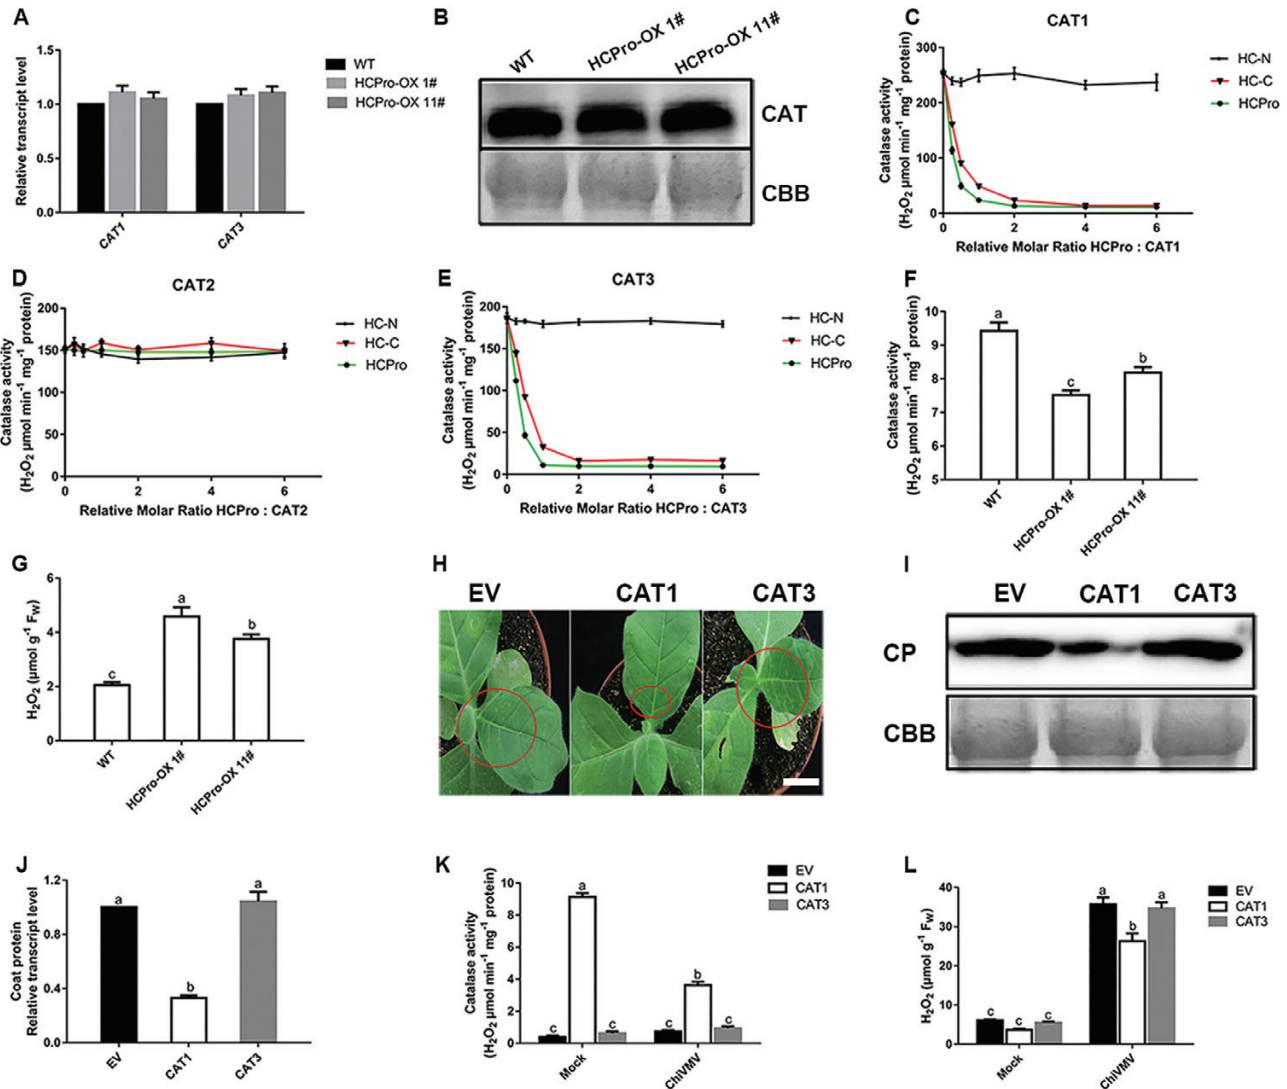 A
Relative transcript level
1.5
1.0
0.5
0.0
CAT1
CAT3
WT
HCPro-OX 1#
HCPro-OX 11#
B
WT
HCPro-OX 1#
HCPro-OX 11#
CAT
CBB
C
CAT1
Catalase activity
(H₂O₂ μmol min⁻¹ mg⁻¹ protein)
300
200
100
0
0 2 4 6
Relative Molar Ratio HCPro : CAT1
HC-N
HC-C
HCPro
D
CAT2
Catalase activity
(H₂O₂ μmol min⁻¹ mg⁻¹ protein)
200
150
100
50
0
0 2 4 6
Relative Molar Ratio HCPro : CAT2
HC-N
HC-C
HCPro
E
CAT3
Catalase activity
(H₂O₂ μmol min⁻¹ mg⁻¹ protein)
200
150
100
50
0
0 2 4 6
Relative Molar Ratio HCPro : CAT3
HC-N
HC-C
HCPro
F
Catalase activity
(H₂O₂ μmol min⁻¹ mg⁻¹ protein)
10
9
8
7
6
5
a
c
b
WT
HCPro-OX 1#
HCPro-OX 11#
G
H₂O₂ (μmol g⁻¹ Fw)
6
4
2
0
c
a
b
WT
HCPro-OX 1#
HCPro-OX 11#
H
EV CAT1 CAT3
I
EV CAT1 CAT3
CP
CBB
J
Coat protein
Relative transcript level
1.2
0.8
0.4
0.0
a
b
a
EV
CAT1
CAT3
K
Catalase activity
(H₂O₂ μmol min⁻¹ mg⁻¹ protein)
10
8
6
4
2
0
c a c
c b c
Mock
ChiVMV
EV
CAT1
CAT3
L
H₂O₂ (μmol g⁻¹ Fw)
40
30
20
10
0
c c c
a b a
Mock
ChiVMV
EV
CAT1
CAT3